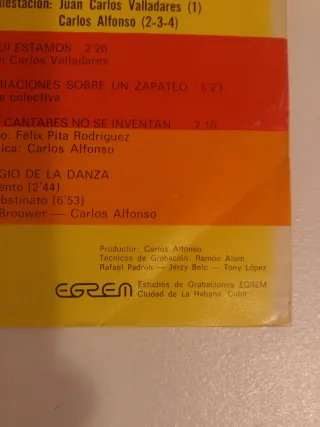 uestación: Juan Carlos Valladares (1)
Carlos Alfonso (2-3-4)
UI ESTAMOS 2'26
n Carlos Valladares
RIACIONES SOBRE UN ZAPATEO 6'23
a colectiva
CANTARES NO SE INVENTAN 2'10
o: Félix Pita Rodríguez
ica: Carlos Alfonso
GIO DE LA DANZA
ento (2'44)
bstinato (6'53)
Brouwer — Carlos Alfonso
Productor: Carlos Alfonso
Técnicos de Grabación: Ramón Alom
Rafael Padrón — Jerzy Belc — Tony López
EGREM Estudios de Grabaciones EGREM
Ciudad de La Habana, Cuba